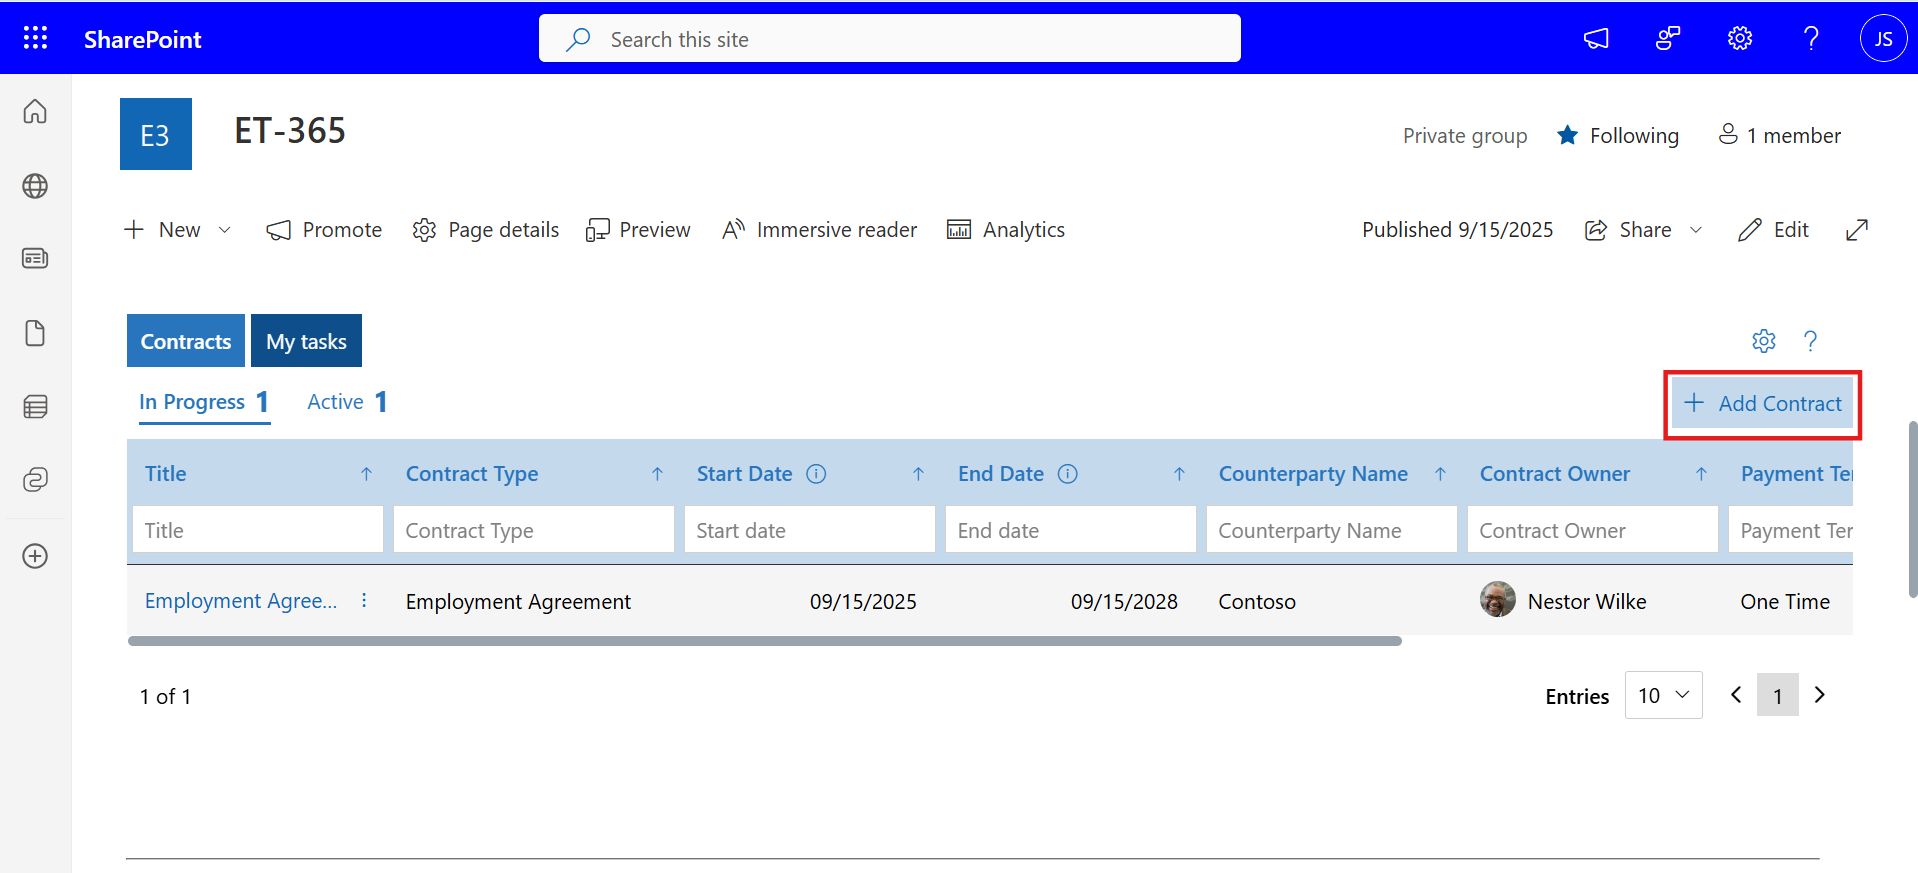 SharePoint
Search this site
JS
E3
ET-365
Private group
Following
1 member
New
Promote
Page details
Preview
Immersive reader
Analytics
Published 9/15/2025
Share
Edit
Contracts
My tasks
In Progress 1
Active 1
Add Contract
Title
Contract Type
Start Date
End Date
Counterparty Name
Contract Owner
Payment Te
Title
Contract Type
Start date
End date
Counterparty Name
Contract Owner
Payment Ter
Employment Agree...
Employment Agreement
09/15/2025
09/15/2028
Contoso
Nestor Wilke
One Time
1 of 1
Entries
10
1